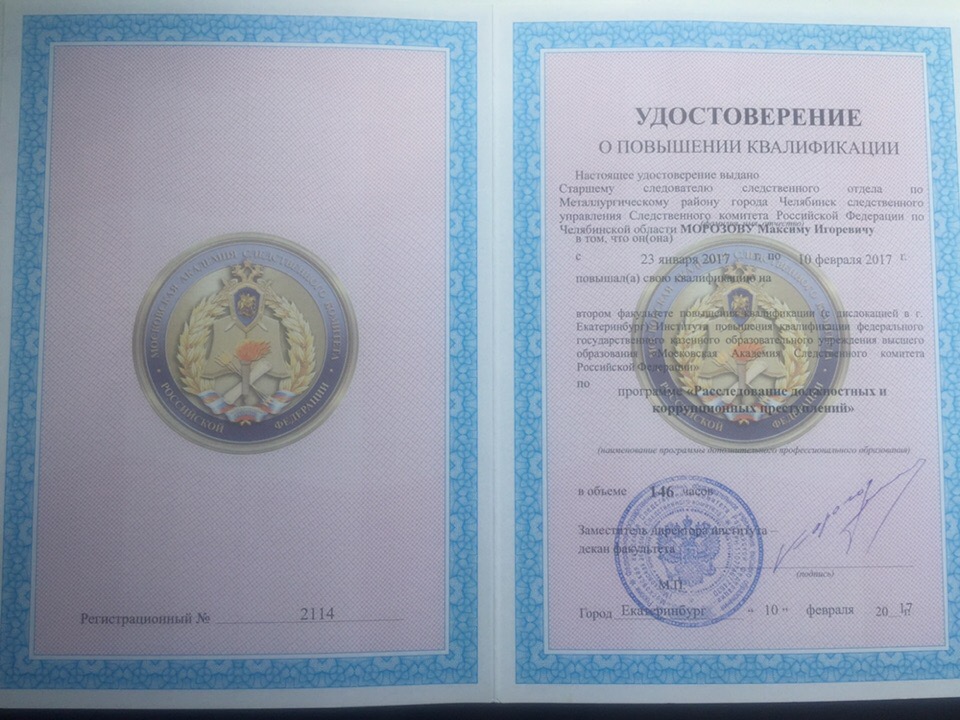 МОСКОВСКАЯ АКАДЕМИЯ СЛЕДСТВЕННОГО КОМИТЕТА
РОССИЙСКОЙ ФЕДЕРАЦИИ
Регистрационный № 2114
УДОСТОВЕРЕНИЕ
О ПОВЫШЕНИИ КВАЛИФИКАЦИИ
Настоящее удостоверение выдано
Старшему следователю следственного отдела по
Металлургическому району города Челябинск следственного
управления Следственного комитета Российской Федерации по
Челябинской области МОРОЗОВУ Максиму Игоревичу
в том, что он(она)
с 23 января 2017 г. по 10 февраля 2017 г.
повышал(а) свою квалификацию на
втором факультете повышения квалификации (с дислокацией в г.
Екатеринбург) Института повышения квалификации федерального
государственного казенного образовательного учреждения высшего
образования «Московская Академия Следственного комитета
Российской Федерации»
по
программе «Расследование должностных и
коррупционных преступлений»
(наименование программы дополнительного профессионального образования)
в объеме 146 часов
Заместитель директора института –
декан факультета
(подпись)
М.П.
Город Екатеринбург « 10 » февраля 20 17 г.